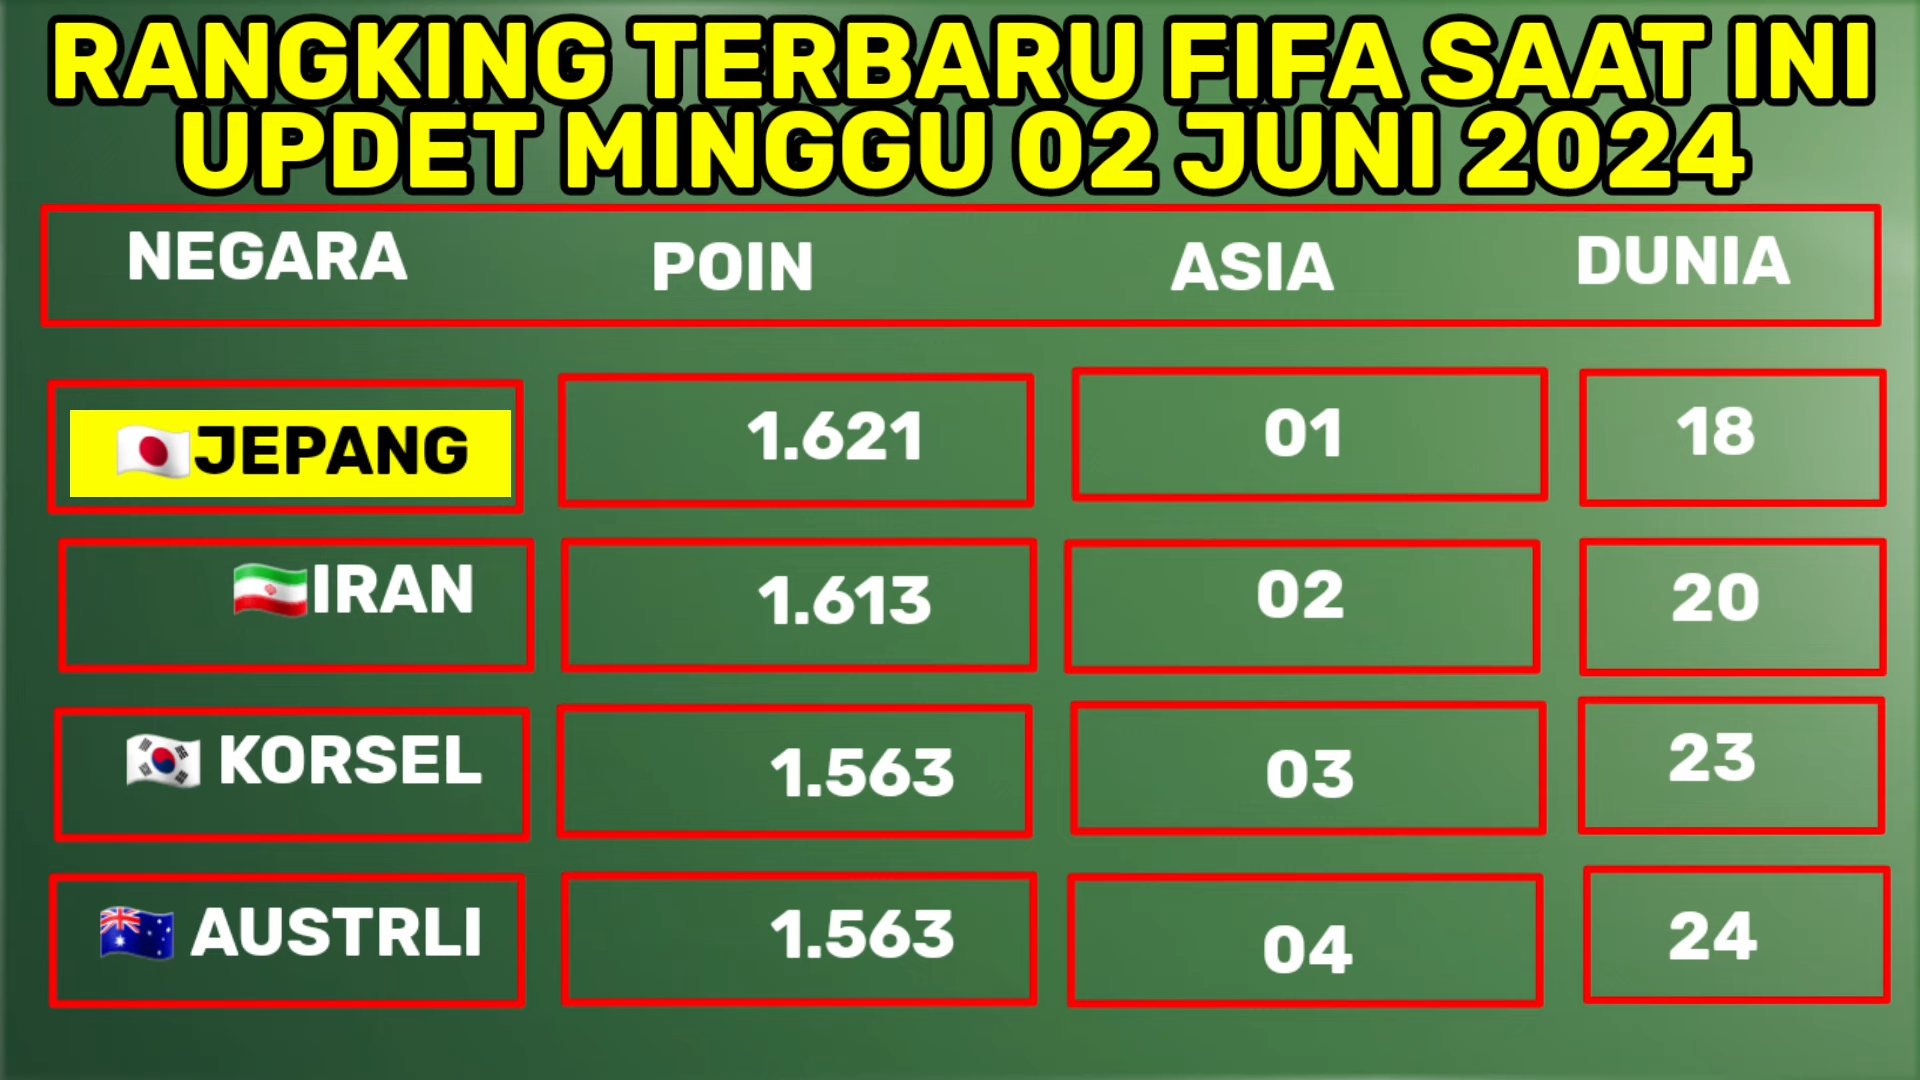 RANGKING TERBARU FIFA SAAT INI
UPDET MINGGU 02 JUNI 2024
NEGARA POIN ASIA DUNIA
JEPANG 1.621 01 18
IRAN 1.613 02 20
KORSEL 1.563 03 23
AUSTRLI 1.563 04 24